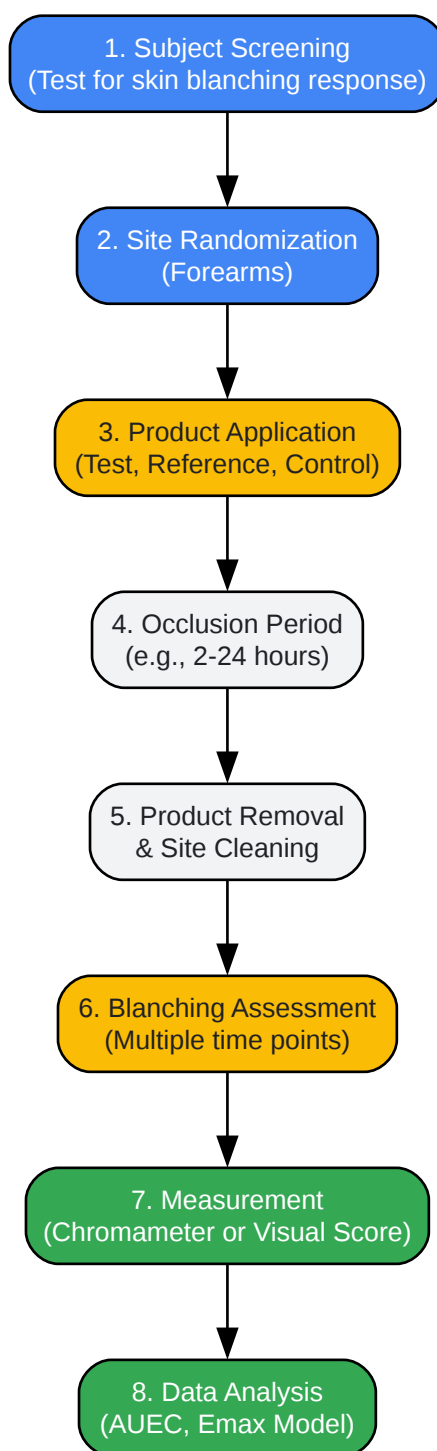 1. Subject Screening
(Test for skin blanching response)
2. Site Randomization
(Forearms)
3. Product Application
(Test, Reference, Control)
4. Occlusion Period
(e.g., 2-24 hours)
5. Product Removal
& Site Cleaning
6. Blanching Assessment
(Multiple time points)
7. Measurement
(Chromameter or Visual Score)
8. Data Analysis
(AUEC, Emax Model)